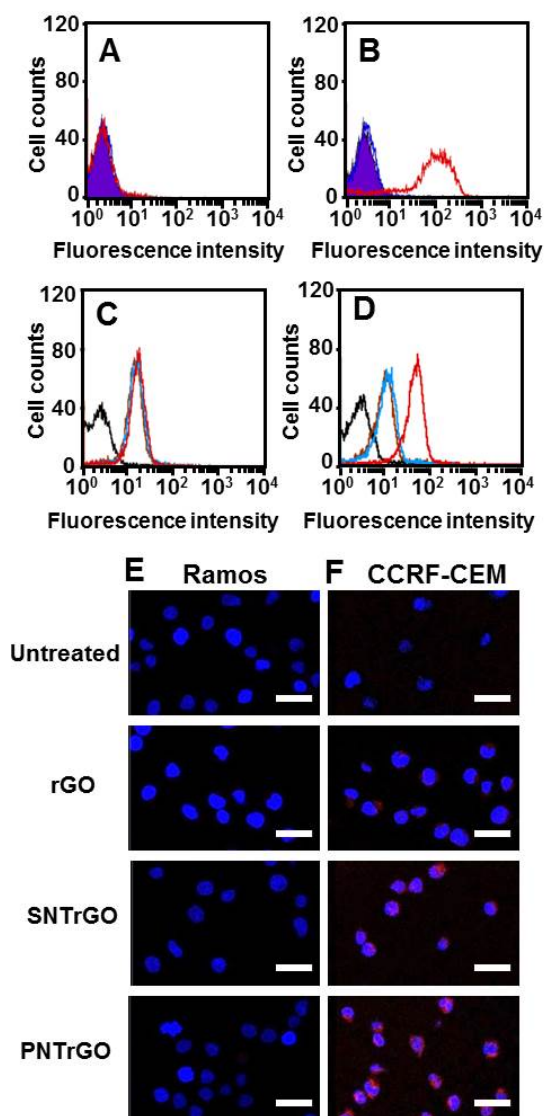 A
B
Cell counts
120
80
40
0
10⁰ 10¹ 10² 10³ 10⁴
Fluorescence intensity
Cell counts
120
80
40
0
10⁰ 10¹ 10² 10³ 10⁴
Fluorescence intensity
C
D
Cell counts
120
80
40
0
10⁰ 10¹ 10² 10³ 10⁴
Fluorescence intensity
Cell counts
120
80
40
0
10⁰ 10¹ 10² 10³ 10⁴
Fluorescence intensity
E Ramos
F CCRF-CEM
Untreated
rGO
SNTrGO
PNTrGO